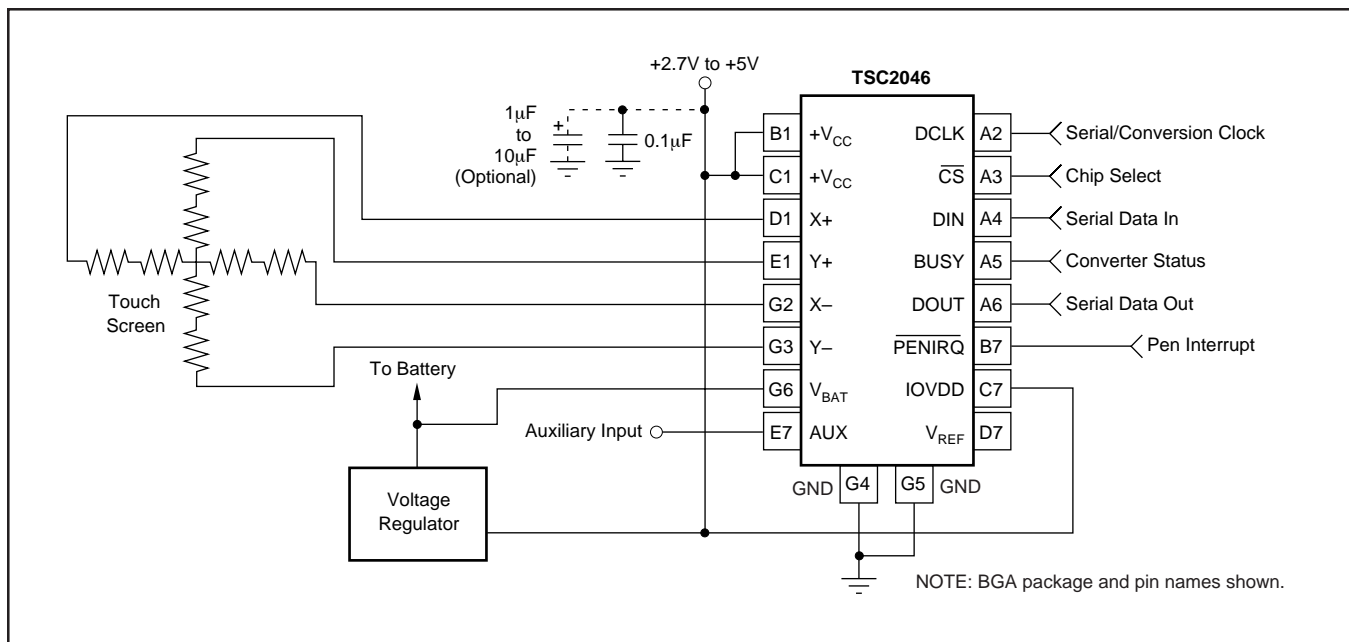 +2.7V to +5V
TSC2046
1µF
to
10µF
(Optional)
+
0.1µF
B1 +VCC
C1 +VCC
D1 X+
E1 Y+
G2 X–
G3 Y–
G6 VBAT
E7 AUX
DCLK A2 Serial/Conversion Clock
CS A3 Chip Select
DIN A4 Serial Data In
BUSY A5 Converter Status
DOUT A6 Serial Data Out
PENIRQ B7 Pen Interrupt
IOVDD C7
VREF D7
Touch
Screen
To Battery
Auxiliary Input
Voltage
Regulator
GND G4 G5 GND
NOTE: BGA package and pin names shown.